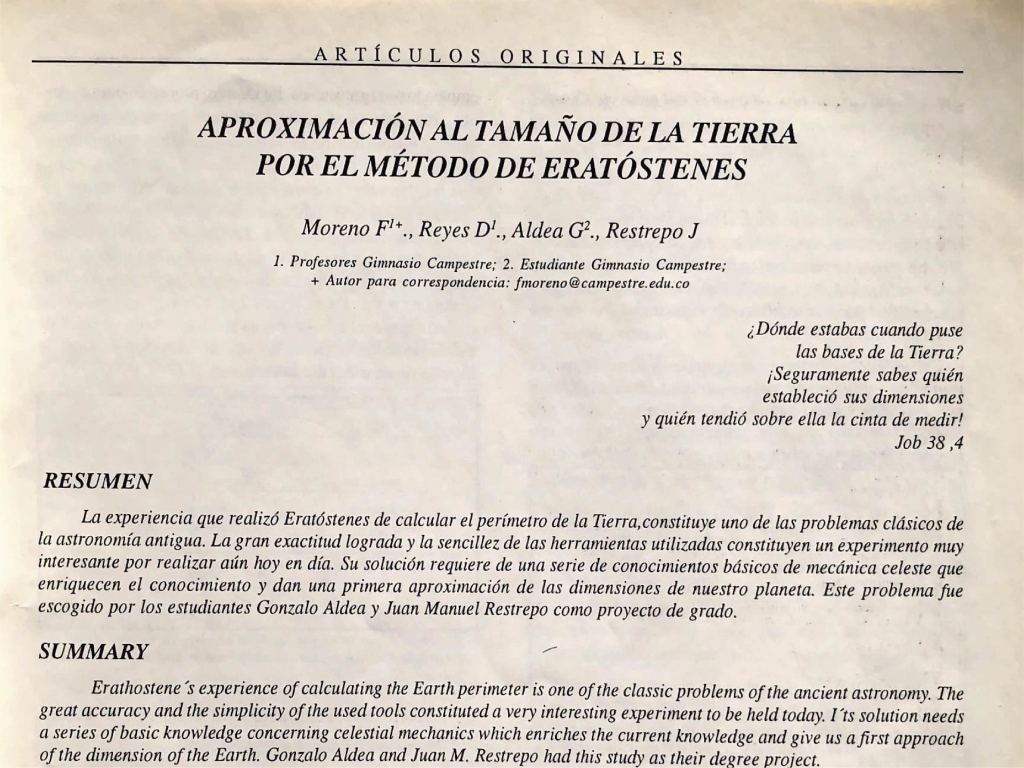 ARTÍCULOS ORIGINALES
APROXIMACIÓN AL TAMAÑO DE LA TIERRA
POR EL MÉTODO DE ERATÓSTENES
Moreno F¹⁺., Reyes D¹., Aldea G²., Restrepo J
1. Profesores Gimnasio Campestre; 2. Estudiante Gimnasio Campestre;
+ Autor para correspondencia: fmoreno@campestre.edu.co
¿Dónde estabas cuando puse
las bases de la Tierra?
¡Seguramente sabes quién
estableció sus dimensiones
y quién tendió sobre ella la cinta de medir!
Job 38 ,4
RESUMEN
La experiencia que realizó Eratóstenes de calcular el perímetro de la Tierra,constituye uno de las problemas clásicos de
la astronomía antigua. La gran exactitud lograda y la sencillez de las herramientas utilizadas constituyen un experimento muy
interesante por realizar aún hoy en día. Su solución requiere de una serie de conocimientos básicos de mecánica celeste que
enriquecen el conocimiento y dan una primera aproximación de las dimensiones de nuestro planeta. Este problema fue
escogido por los estudiantes Gonzalo Aldea y Juan Manuel Restrepo como proyecto de grado.
SUMMARY
Erathostene´s experience of calculating the Earth perimeter is one of the classic problems of the ancient astronomy. The
great accuracy and the simplicity of the used tools constituted a very interesting experiment to be held today. I´ts solution needs
a series of basic knowledge concerning celestial mechanics which enriches the current knowledge and give us a first approach
of the dimension of the Earth. Gonzalo Aldea and Juan M. Restrepo had this study as their degree project.